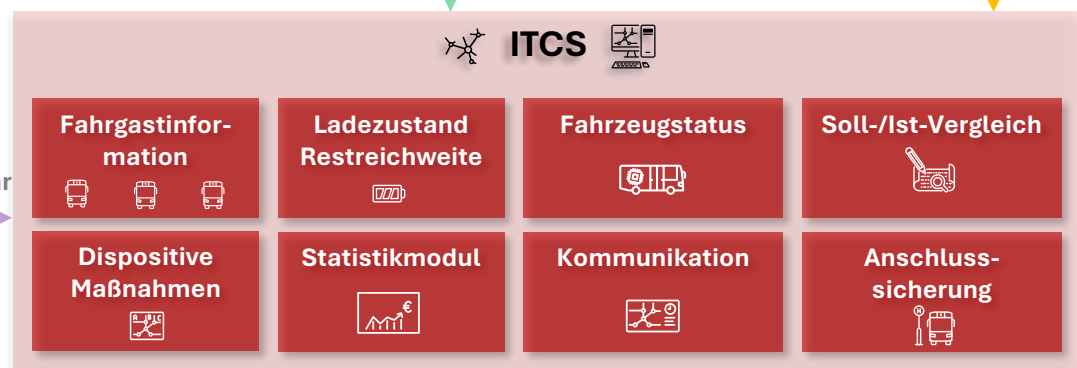 ITCS
Fahrgastinfor-
mation
Ladezustand
Restreichweite
Fahrzeugstatus
Soll-/Ist-Vergleich
Dispositive
Maßnahmen
A B C
Statistikmodul
€
Kommunikation
Anschluss-
sicherung
H